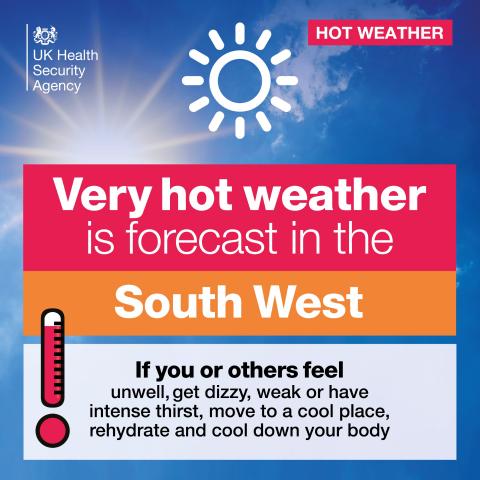 UK Health
Security
Agency
HOT WEATHER
Very hot weather
is forecast in the
South West
If you or others feel
unwell, get dizzy, weak or have
intense thirst, move to a cool place,
rehydrate and cool down your body